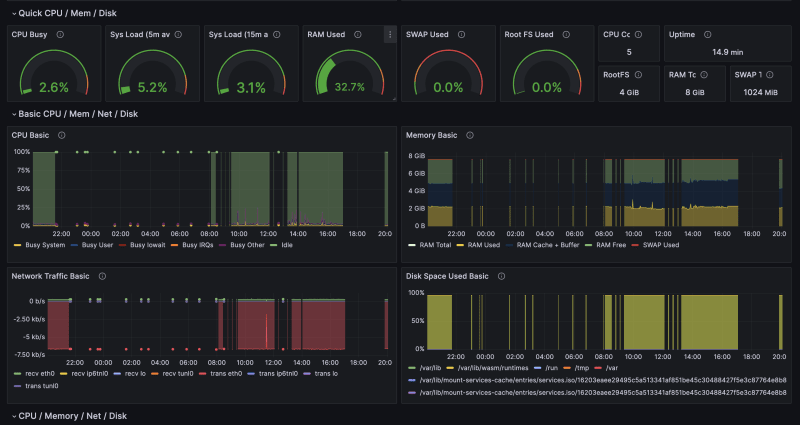 Quick CPU / Mem / Disk
CPU Busy
Sys Load (5m av
Sys Load (15m a
RAM Used
SWAP Used
Root FS Used
CPU Cc
Uptime
2.6%
5.2%
3.1%
32.7%
0.0%
0.0%
5
14.9 min
RootFS
RAM Tc
SWAP 1
4 GiB
8 GiB
1024 MiB
Basic CPU / Mem / Net / Disk
CPU Basic
100%
75%
50%
25%
0%
22:00 00:00 02:00 04:00 06:00 08:00 10:00 12:00 14:00 16:00 18:00 20:0
Busy System Busy User Busy Iowait Busy IRQs Busy Other Idle
Memory Basic
8 GiB
6 GiB
4 GiB
2 GiB
0 B
22:00 00:00 02:00 04:00 06:00 08:00 10:00 12:00 14:00 16:00 18:00 20:0
RAM Total RAM Used RAM Cache + Buffer RAM Free SWAP Used
Network Traffic Basic
0 b/s
-2.50 kb/s
-5 kb/s
-7.50 kb/s
22:00 00:00 02:00 04:00 06:00 08:00 10:00 12:00 14:00 16:00 18:00 20:0
recv eth0 recv ip6tnl0 recv lo recv tunl0 trans eth0 trans ip6tnl0 trans lo
trans tunl0
Disk Space Used Basic
100%
50%
0%
22:00 00:00 02:00 04:00 06:00 08:00 10:00 12:00 14:00 16:00 18:00 20:0
/var/lib /var/lib/wasm/runtimes /run /tmp /var
/var/lib/mount-services-cache/entries/services.iso/16203eaee29495c5a513341af851be45c30488427f5e3c87764e8b8
/var/lib/mount-services-cache/entries/services.iso/16203eaee29495c5a513341af851be45c30488427f5e3c87764e8b8
CPU / Memory / Net / Disk